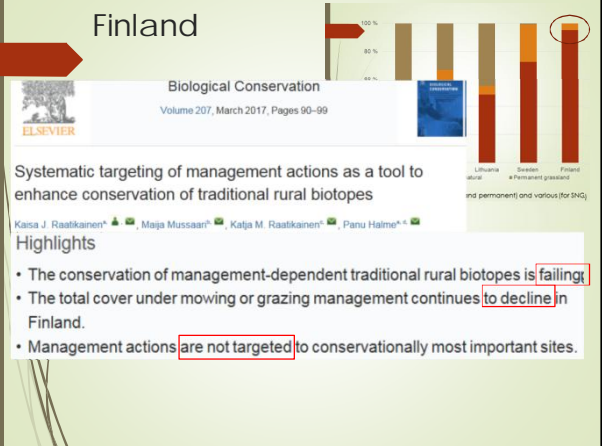 Finland
100 %
80 %
60 %
Lithuania Sweden Finland
atural Permanent grassland
nd permanent) and various (for SNG)
Biological Conservation
Volume 207, March 2017, Pages 90–99
ELSEVIER
Systematic targeting of management actions as a tool to
enhance conservation of traditional rural biotopes
Kaisa J. Raatikainen, Maija Mussaari, Katja M. Raatikainen, Panu Halme
Highlights
• The conservation of management-dependent traditional rural biotopes is failing
• The total cover under mowing or grazing management continues to decline in
Finland.
• Management actions are not targeted to conservationally most important sites.